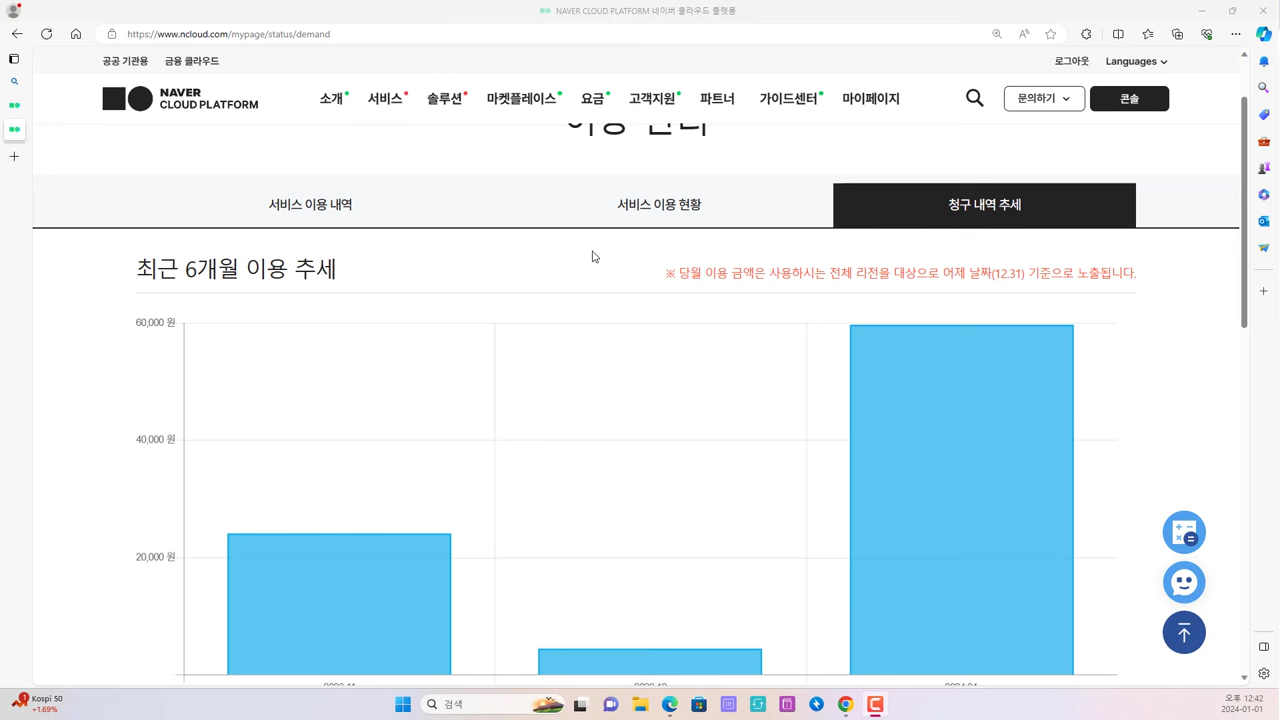 NAVER CLOUD PLATFORM 네이버 클라우드 플랫폼
https://www.ncloud.com/mypage/status/demand
공공 기관용 금융 클라우드
로그아웃 Languages
NAVER
CLOUD PLATFORM
소개 서비스 솔루션 마켓플레이스 요금 고객지원 파트너 가이드센터 마이페이지
문의하기 콘솔
이용 관리
서비스 이용 내역 서비스 이용 현황 청구 내역 추세
최근 6개월 이용 추세
※ 당월 이용 금액은 사용하시는 전체 리전을 대상으로 어제 날짜(12.31) 기준으로 노출됩니다.
60,000 원
40,000 원
20,000 원
Kospi 50
+1.69%
1
검색
오후 12:42
2024-01-01